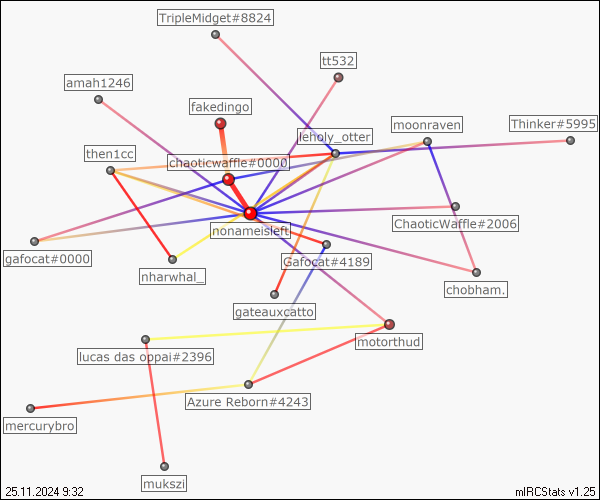 TripleMidget#8824
tt532
amah1246
fakedingo
leholy_otter
moonraven
Thinker#5995
then1cc
chaoticwaffle#0000
ChaoticWaffle#2006
nonameisleft
gafocat#0000
Gafocat#4189
nharwhal_
chobham.
gateauxcatto
motorthud
lucas das oppai#2396
Azure Reborn#4243
mercurybro
mukszi
25.11.2024 9:32
mIRCStats v1.25